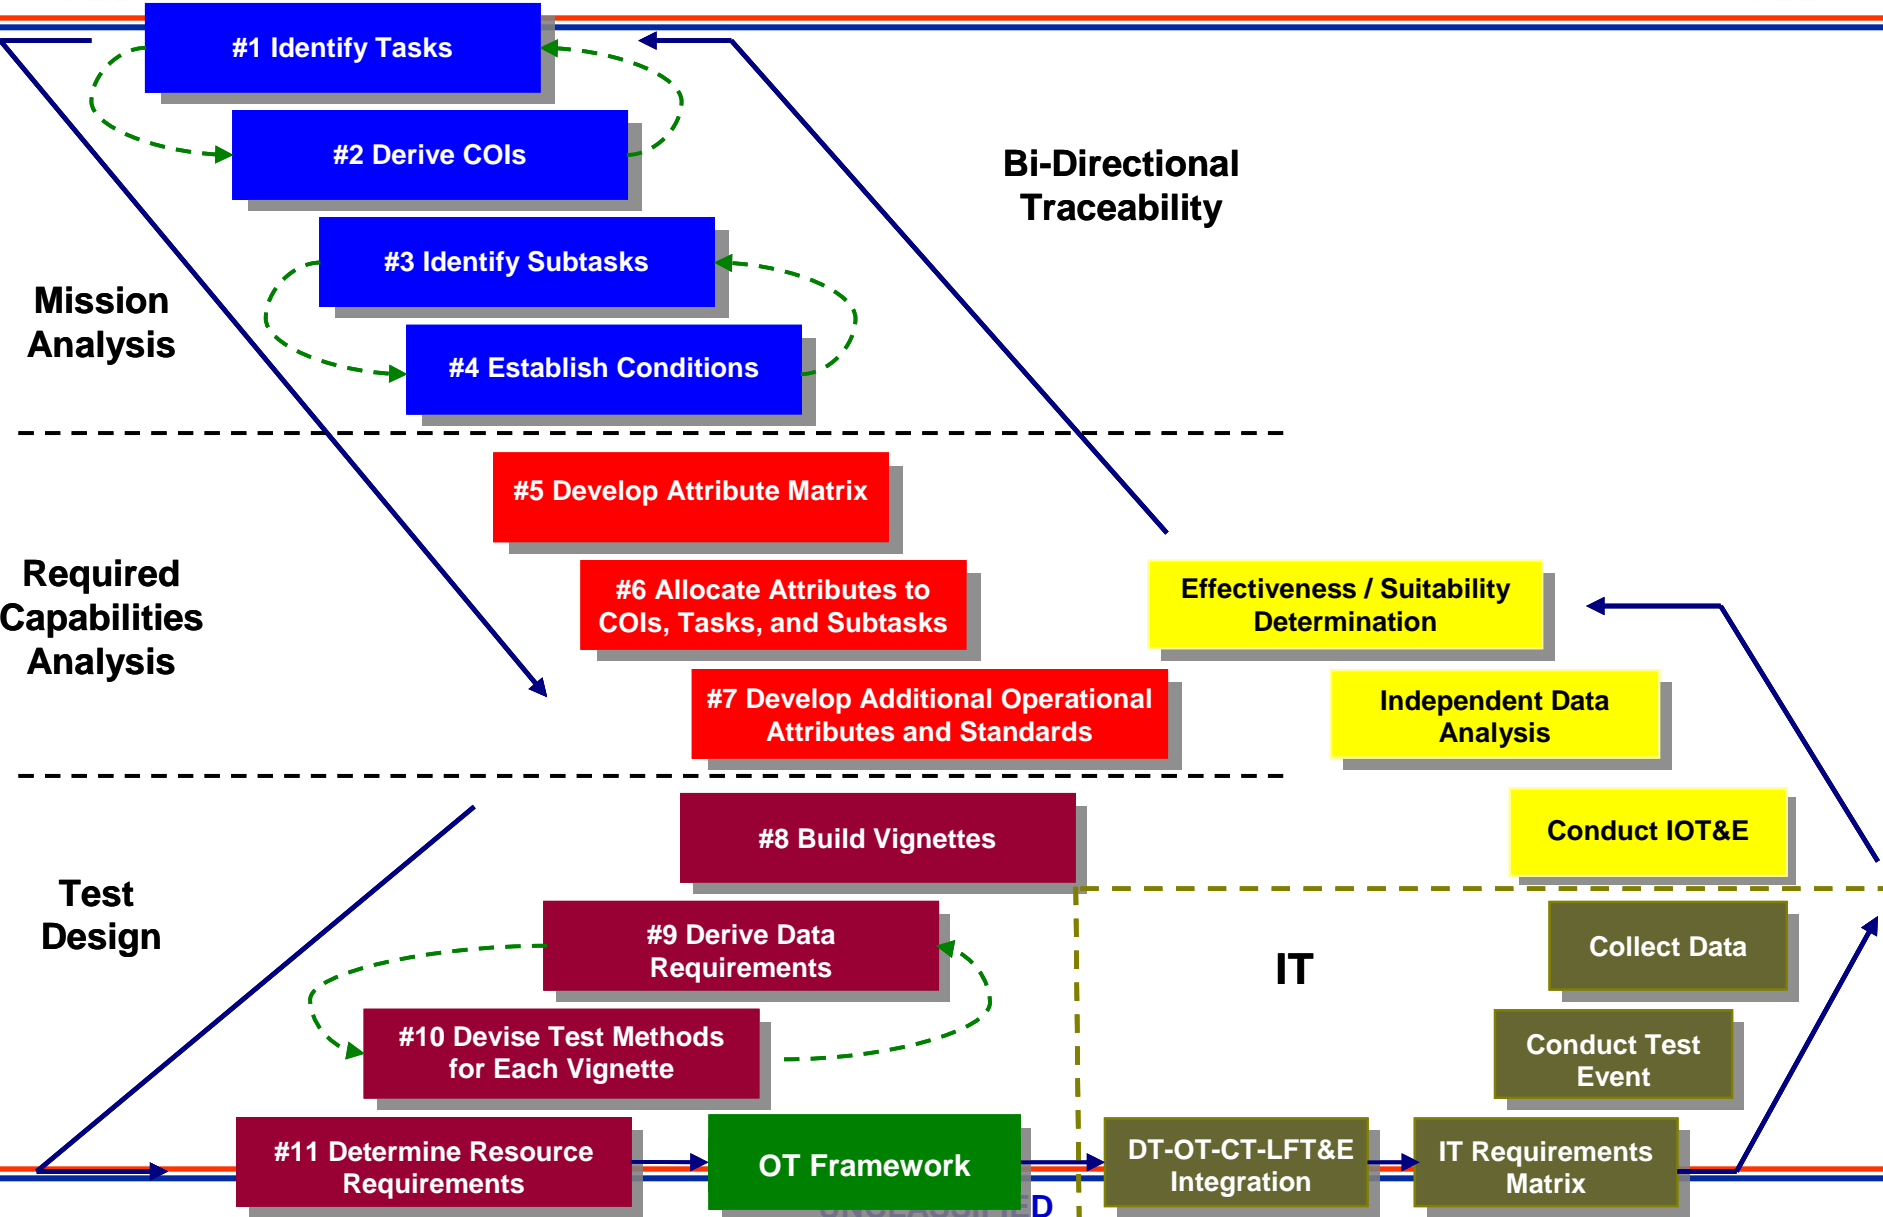 #1 Identify Tasks
#2 Derive COIs
Bi-Directional
Traceability
#3 Identify Subtasks
Mission
Analysis
#4 Establish Conditions
#5 Develop Attribute Matrix
Required
Capabilities
Analysis
#6 Allocate Attributes to
COIs, Tasks, and Subtasks
Effectiveness / Suitability
Determination
#7 Develop Additional Operational
Attributes and Standards
Independent Data
Analysis
#8 Build Vignettes
Conduct IOT&E
Test
Design
#9 Derive Data
Requirements
IT
Collect Data
#10 Devise Test Methods
for Each Vignette
Conduct Test
Event
#11 Determine Resource
Requirements
OT Framework
DT-OT-CT-LFT&E
Integration
IT Requirements
Matrix
UNCLASSIFIED